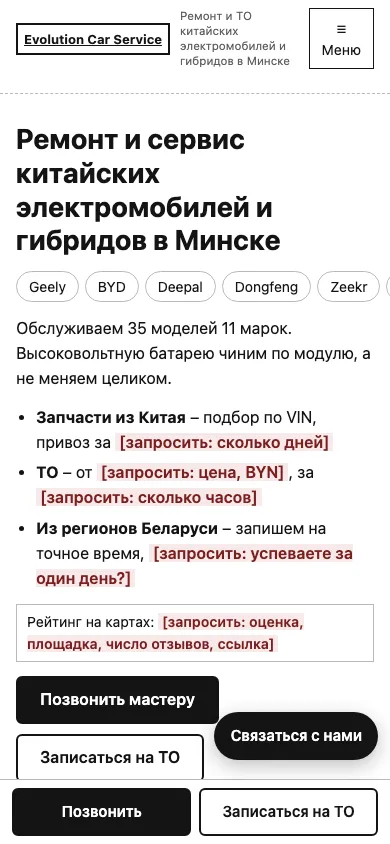 Evolution Car Service
Ремонт и ТО
китайских
электромобилей и
гибридов в Минске
≡
Меню
Ремонт и сервис
китайских
электромобилей и
гибридов в Минске
Geely BYD Deepal Dongfeng Zeekr
Обслуживаем 35 моделей 11 марок.
Высоковольтную батарею чиним по модулю, а
не меняем целиком.
• Запчасти из Китая – подбор по VIN,
привоз за [запросить: сколько дней]
• ТО – от [запросить: цена, BYN], за
[запросить: сколько часов]
• Из регионов Беларуси – запишем на
точное время, [запросить: успеваете за
один день?]
Рейтинг на картах: [запросить: оценка,
площадка, число отзывов, ссылка]
Позвонить мастеру
Связаться с нами
Записаться на ТО
Позвонить Записаться на ТО